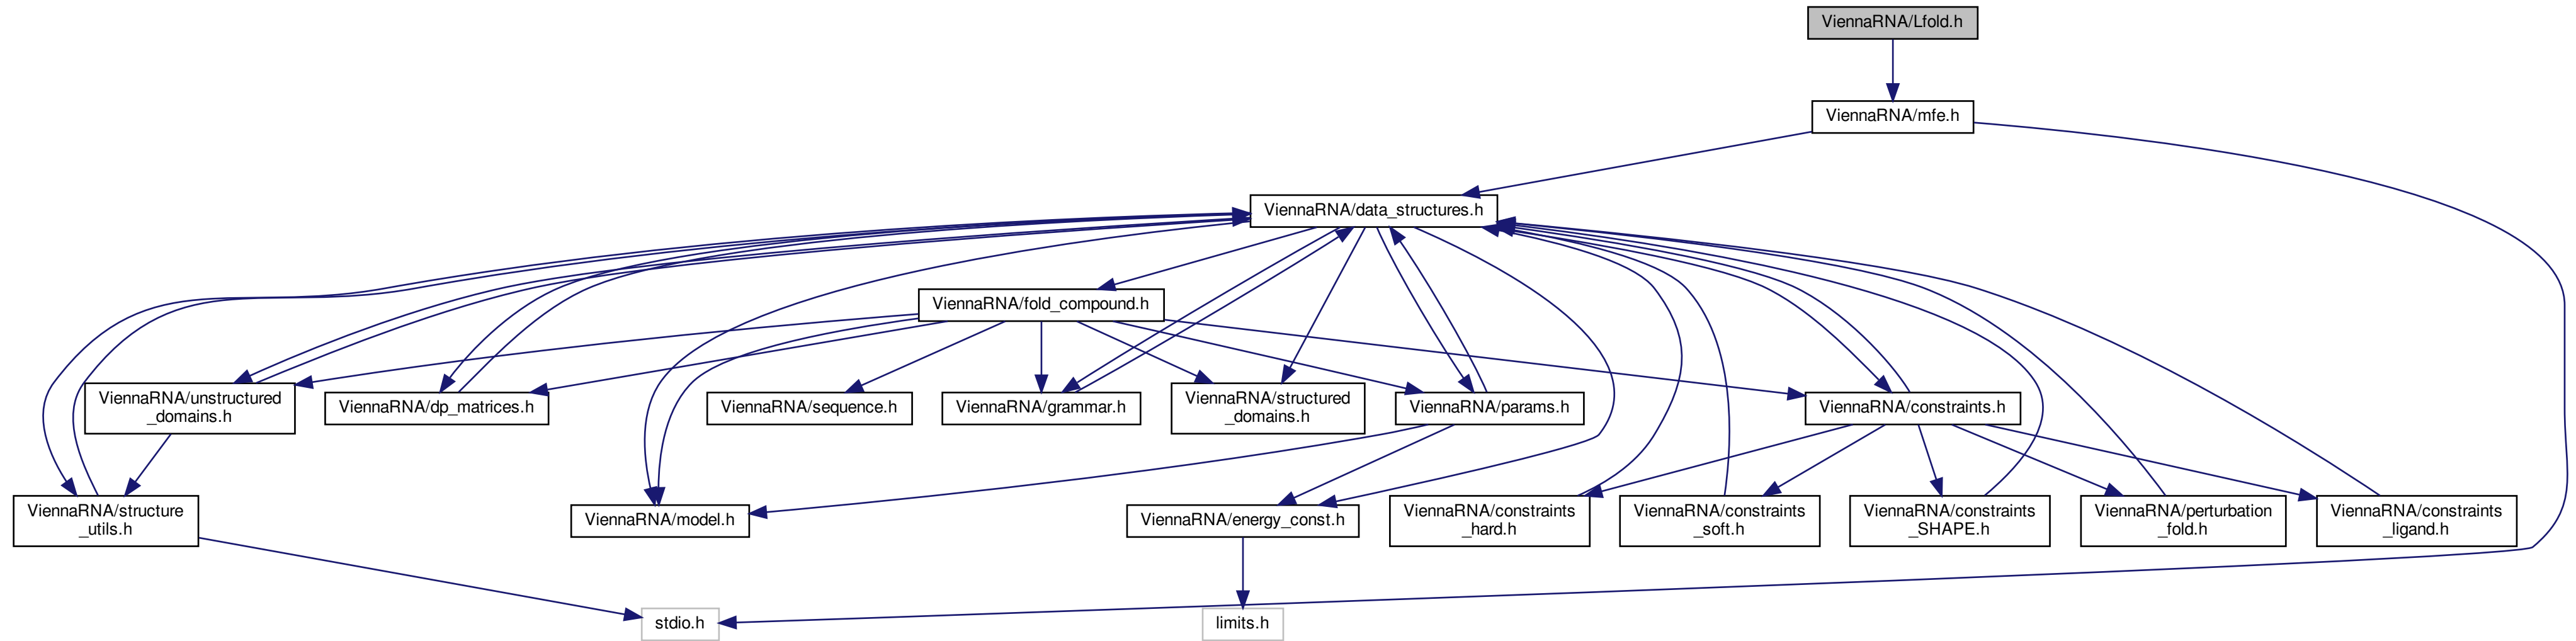 ViennaRNA/Lfold.h
ViennaRNA/mfe.h
ViennaRNA/data_structures.h
ViennaRNA/fold_compound.h
ViennaRNA/unstructured
_domains.h
ViennaRNA/dp_matrices.h
ViennaRNA/sequence.h
ViennaRNA/grammar.h
ViennaRNA/structured
_domains.h
ViennaRNA/params.h
ViennaRNA/constraints.h
ViennaRNA/structure
_utils.h
ViennaRNA/model.h
ViennaRNA/energy_const.h
ViennaRNA/constraints
_hard.h
ViennaRNA/constraints
_soft.h
ViennaRNA/constraints
_SHAPE.h
ViennaRNA/perturbation
_fold.h
ViennaRNA/constraints
_ligand.h
stdio.h
limits.h